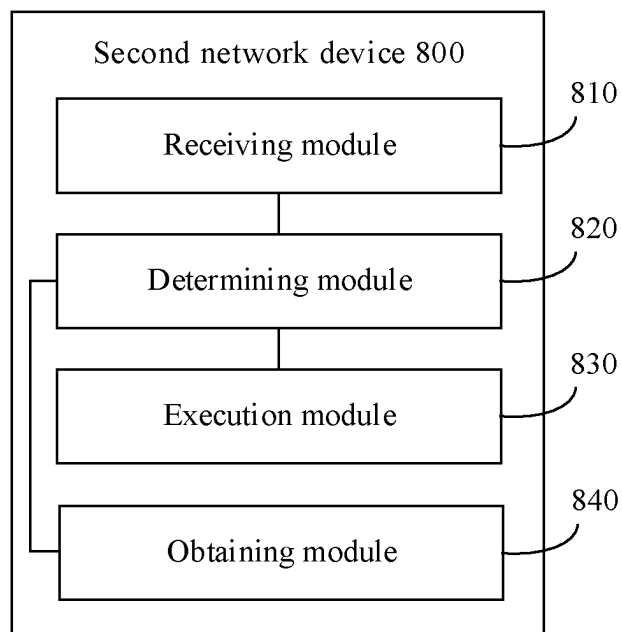 Second network device 800
810
Receiving module
820
Determining module
830
Execution module
840
Obtaining module